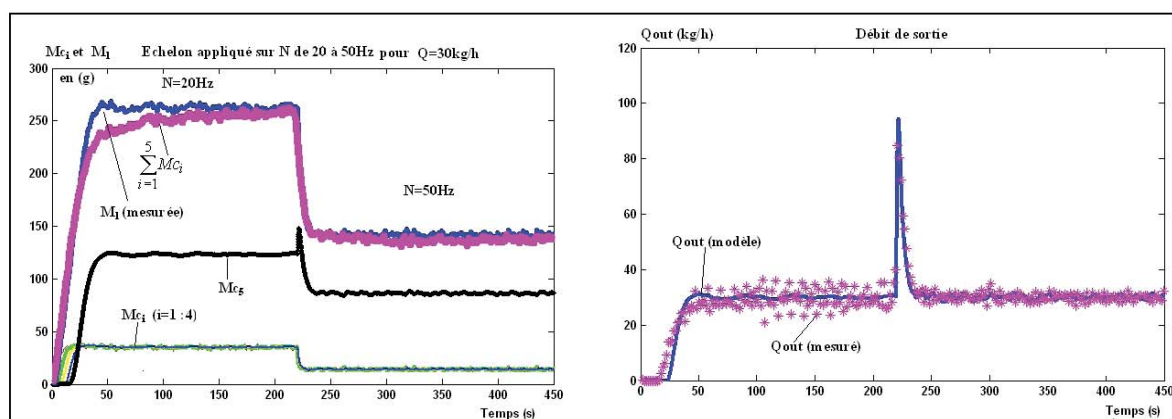 Mci et M1 Echelon appliqué sur N de 20 à 50Hz pour Q=30kg/h
en (g)
300
250
200
150
100
50
0
N=20Hz
5
∑ Mci
i=1
M1 (mesurée)
N=50Hz
Mc5
Mci (i=1 :4)
0 50 100 150 200 250 300 350 400 450
Temps (s)
Qout (kg/h) Débit de sortie
120
100
80
60
40
20
0
Qout (modèle)
Qout (mesuré)
0 50 100 150 200 250 300 350 400 450
Temps (s)